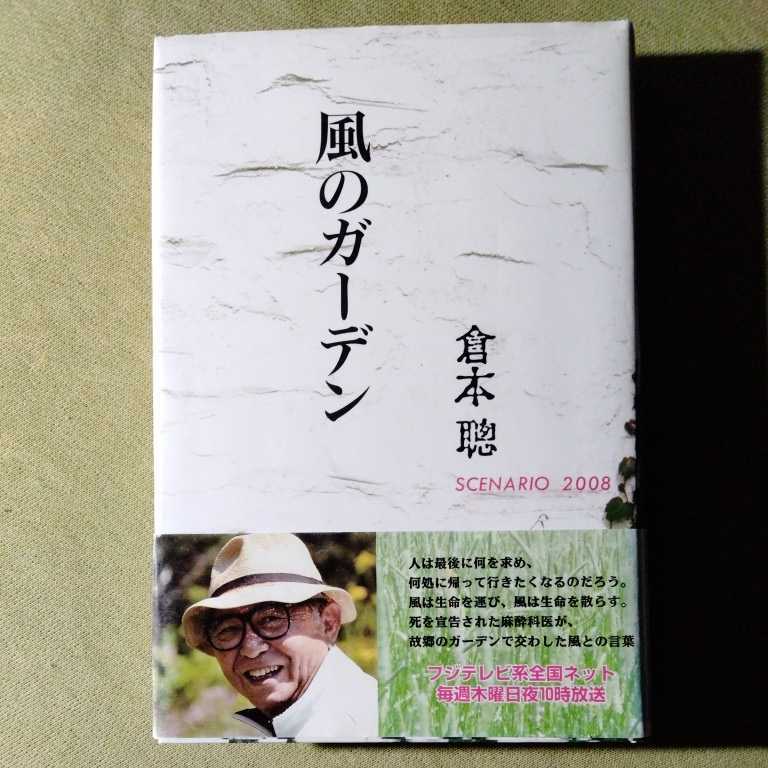 風のガーデン
倉本聰
SCENARIO 2008
人は最後に何を求め、
何処に帰って行きたくなるのだろう。
風は生命を運び、風は生命を散らす。
死を宣告された麻酔科医が、
故郷のガーデンで交わした風との言葉
フジテレビ系全国ネット
毎週木曜日夜10時放送